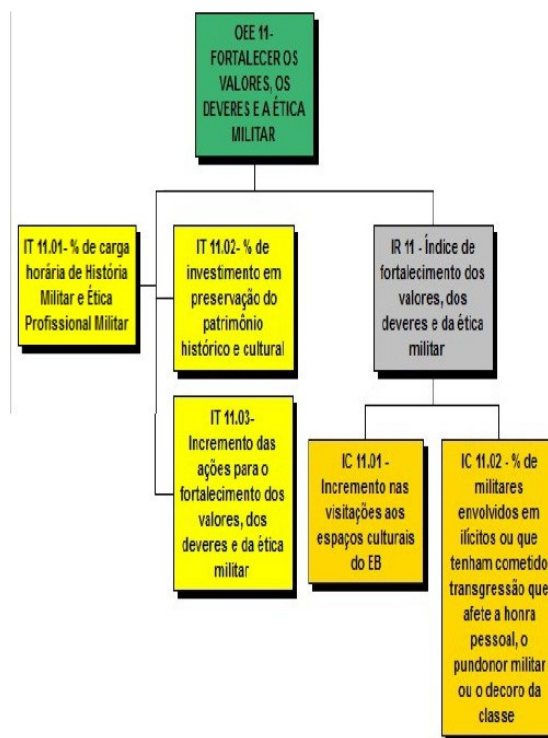 OEE 11-
FORTALECER OS
VALORES, OS
DEVERES E A ÉTICA
MILITAR
IT 11.01- % de carga
horária de História
Militar e Ética
Profissional Militar
IT 11.02- % de
investimento em
preservação do
patrimônio
histórico e cultural
IR 11 - Índice de
fortalecimento dos
valores, dos
deveres e da ética
militar
IT 11.03-
Incremento das
ações para o
fortalecimento dos
valores, dos
deveres e da ética
militar
IC 11.01 -
Incremento nas
visitações aos
espaços culturais
do EB
IC 11.02 - % de
militares
envolvidos em
ilícitos ou que
tenham cometido
transgressão que
afete a honra
pessoal, o
pundonor militar
ou o decoro da
classe